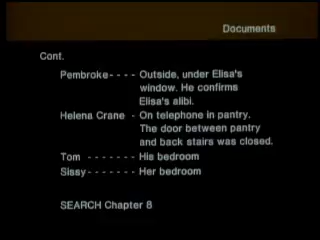 Documents
Cont.
Pembroke---- Outside, under Elisa's
window. He confirms
Elisa's alibi.
Helena Crane - On telephone in pantry.
The door between pantry
and back stairs was closed.
Tom ------- His bedroom
Sissy------- Her bedroom
SEARCH Chapter 8